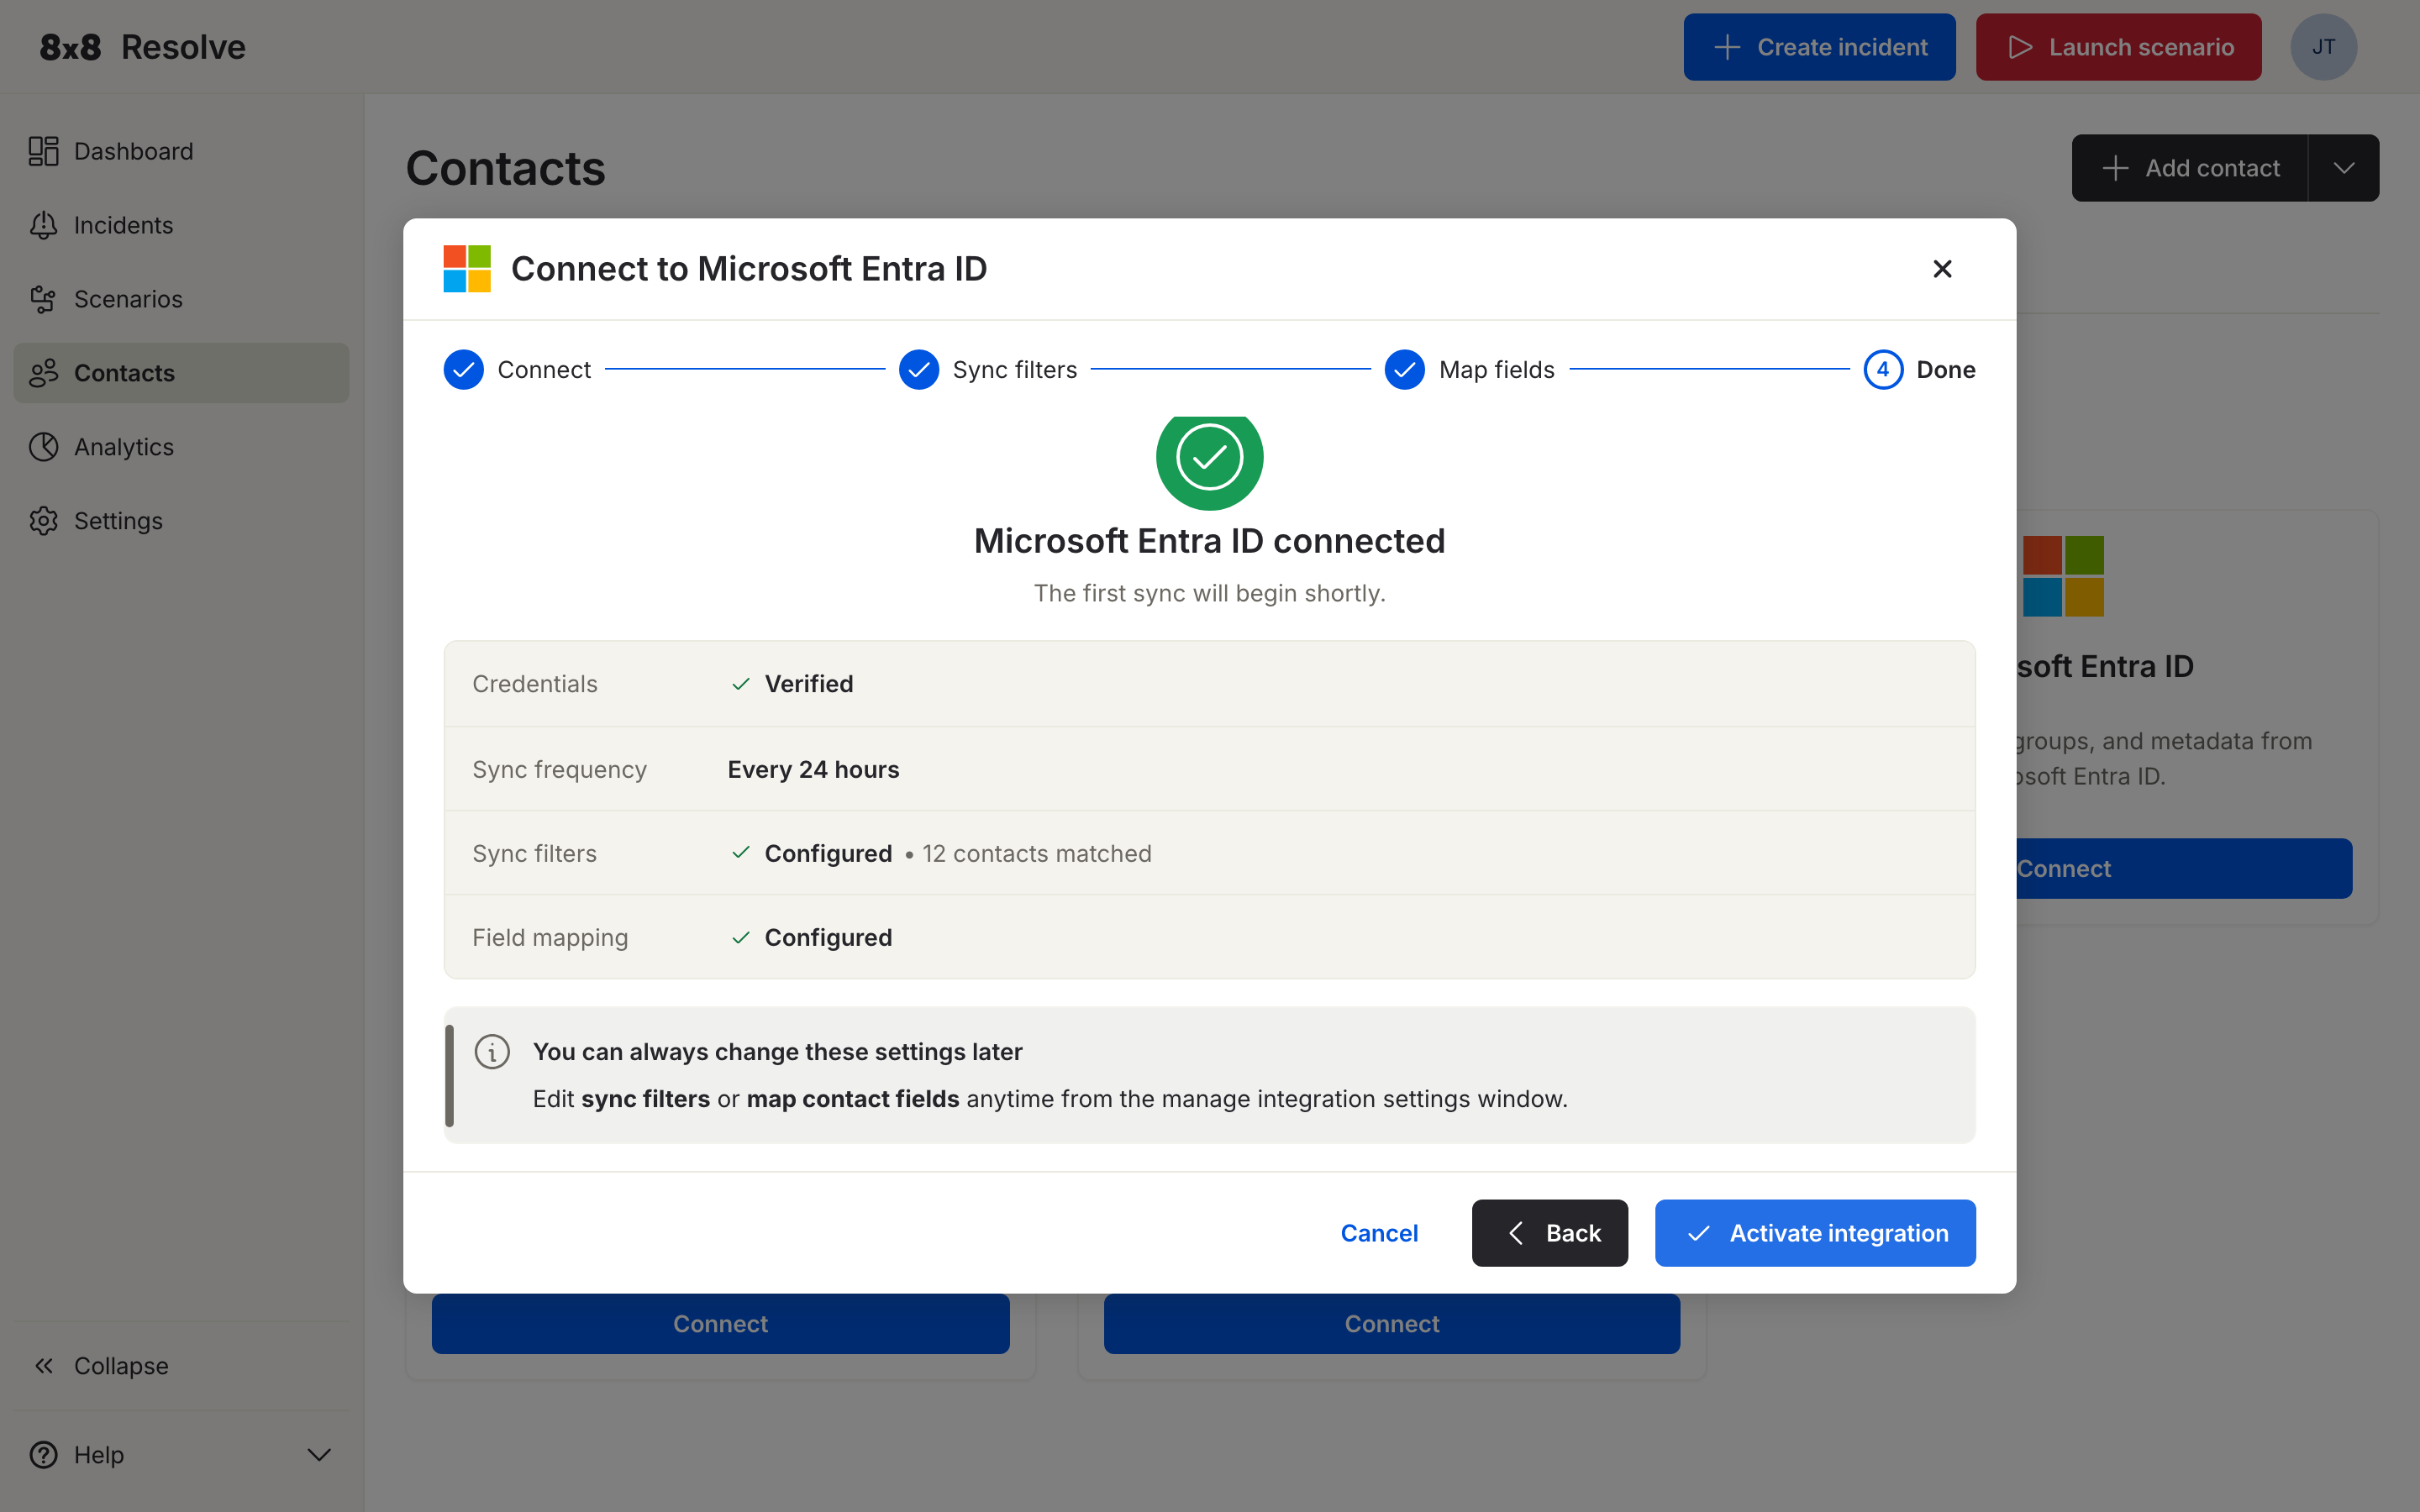 8x8 Resolve
Create incident
Launch scenario
JT
Dashboard
Incidents
Scenarios
Contacts
Analytics
Settings
Collapse
Help
Contacts
Add contact
Connect to Microsoft Entra ID
Connect
Sync filters
Map fields
4 Done
Microsoft Entra ID connected
The first sync will begin shortly.
Credentials Verified
Sync frequency Every 24 hours
Sync filters Configured • 12 contacts matched
Field mapping Configured
You can always change these settings later
Edit sync filters or map contact fields anytime from the manage integration settings window.
Cancel
Back
Activate integration
Entra ID
groups, and metadata from
Entra ID.
Connect
Connect
Connect